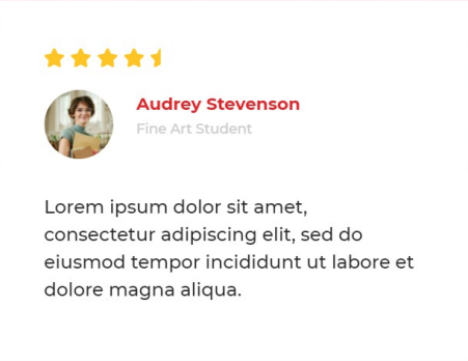 Audrey Stevenson
Fine Art Student
Lorem ipsum dolor sit amet,
consectetur adipiscing elit, sed do
eiusmod tempor incididunt ut labore et
dolore magna aliqua.